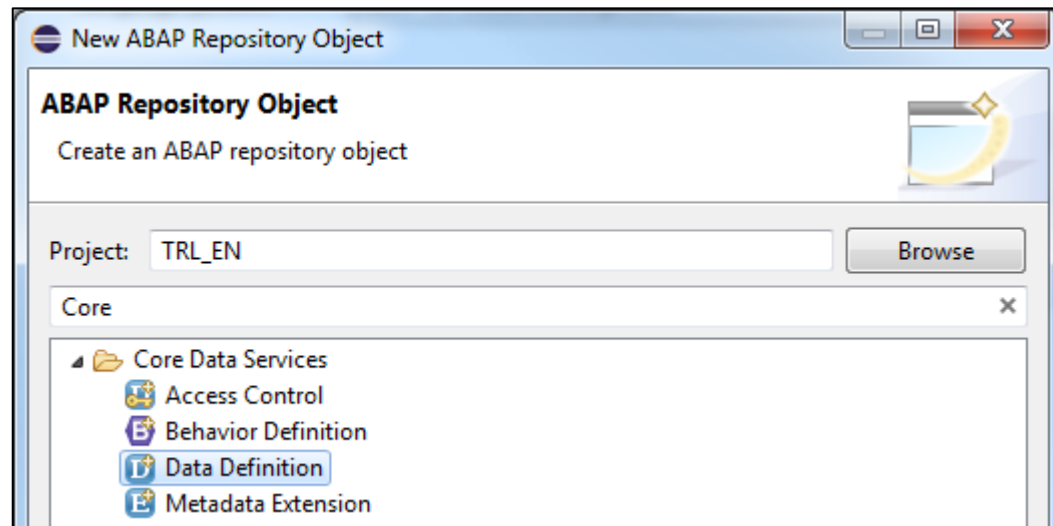 New ABAP Repository Object
ABAP Repository Object
Create an ABAP repository object
Project: TRL_EN Browse
Core
Core Data Services
Access Control
Behavior Definition
Data Definition
Metadata Extension